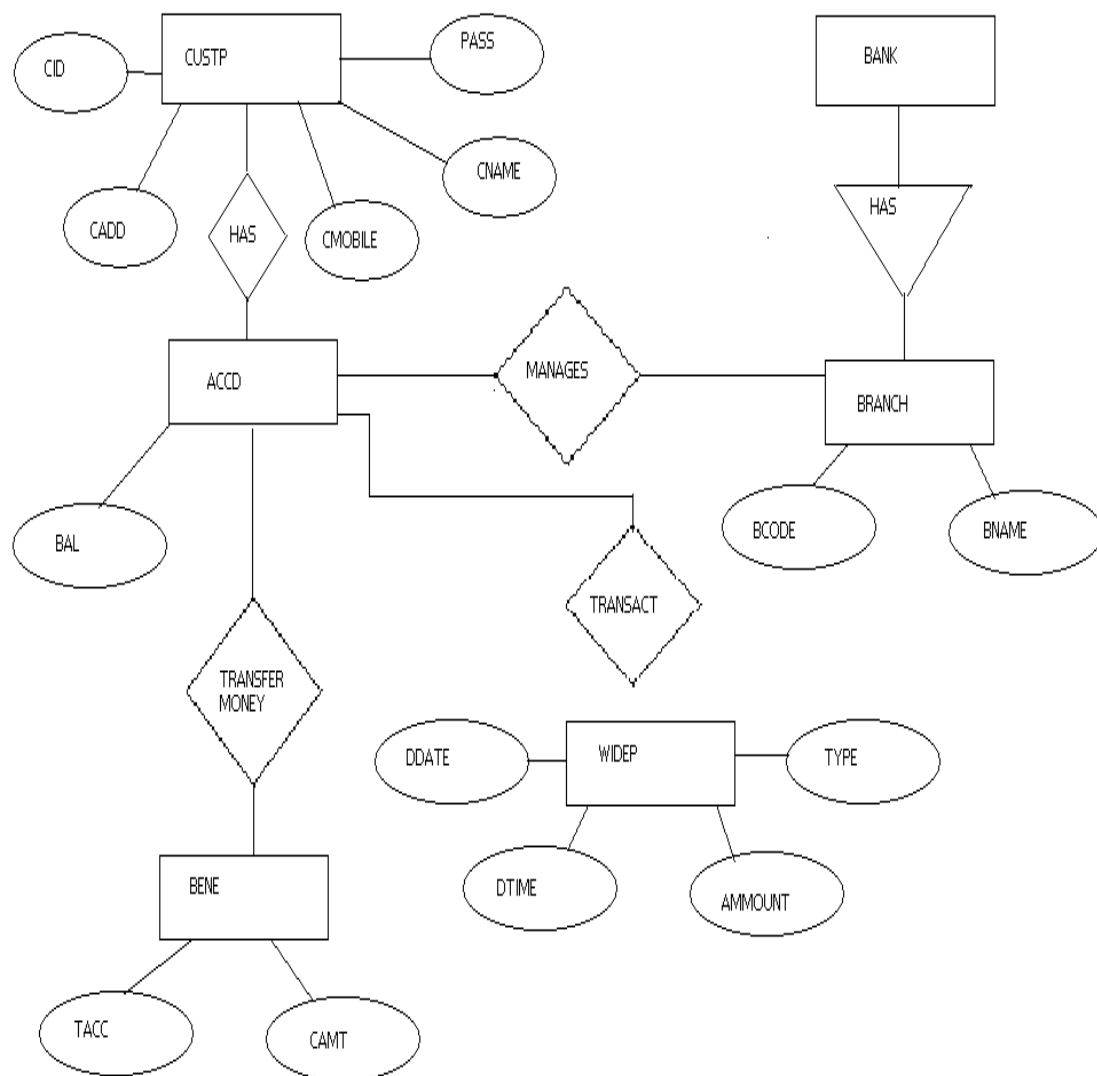 PASS
CUSTP
BANK
CID
CNAME
HAS
CADD
HAS
CMOBILE
MANAGES
ACCD
BRANCH
BCODE
BNAME
BAL
TRANSACT
TRANSFER
MONEY
DDATE
WIDEP
TYPE
DTIME
AMMOUNT
BENE
TACC
CAMT